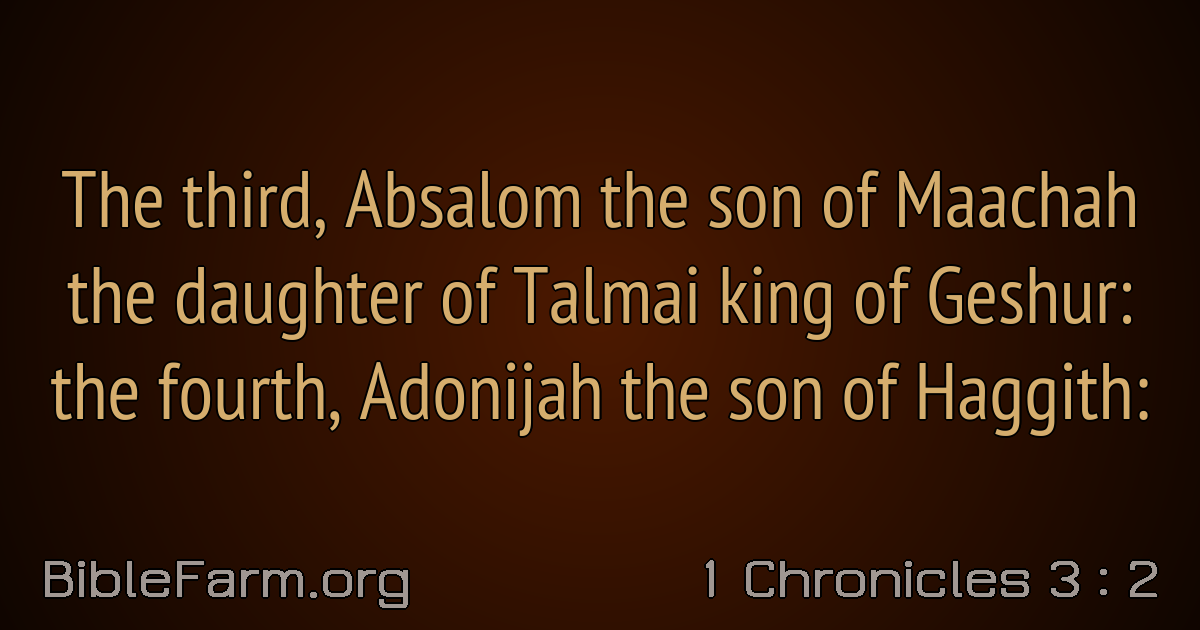 The third, Absalom the son of Maachah
the daughter of Talmai king of Geshur:
the fourth, Adonijah the son of Haggith:
BibleFarm.org
1 Chronicles 3 : 2